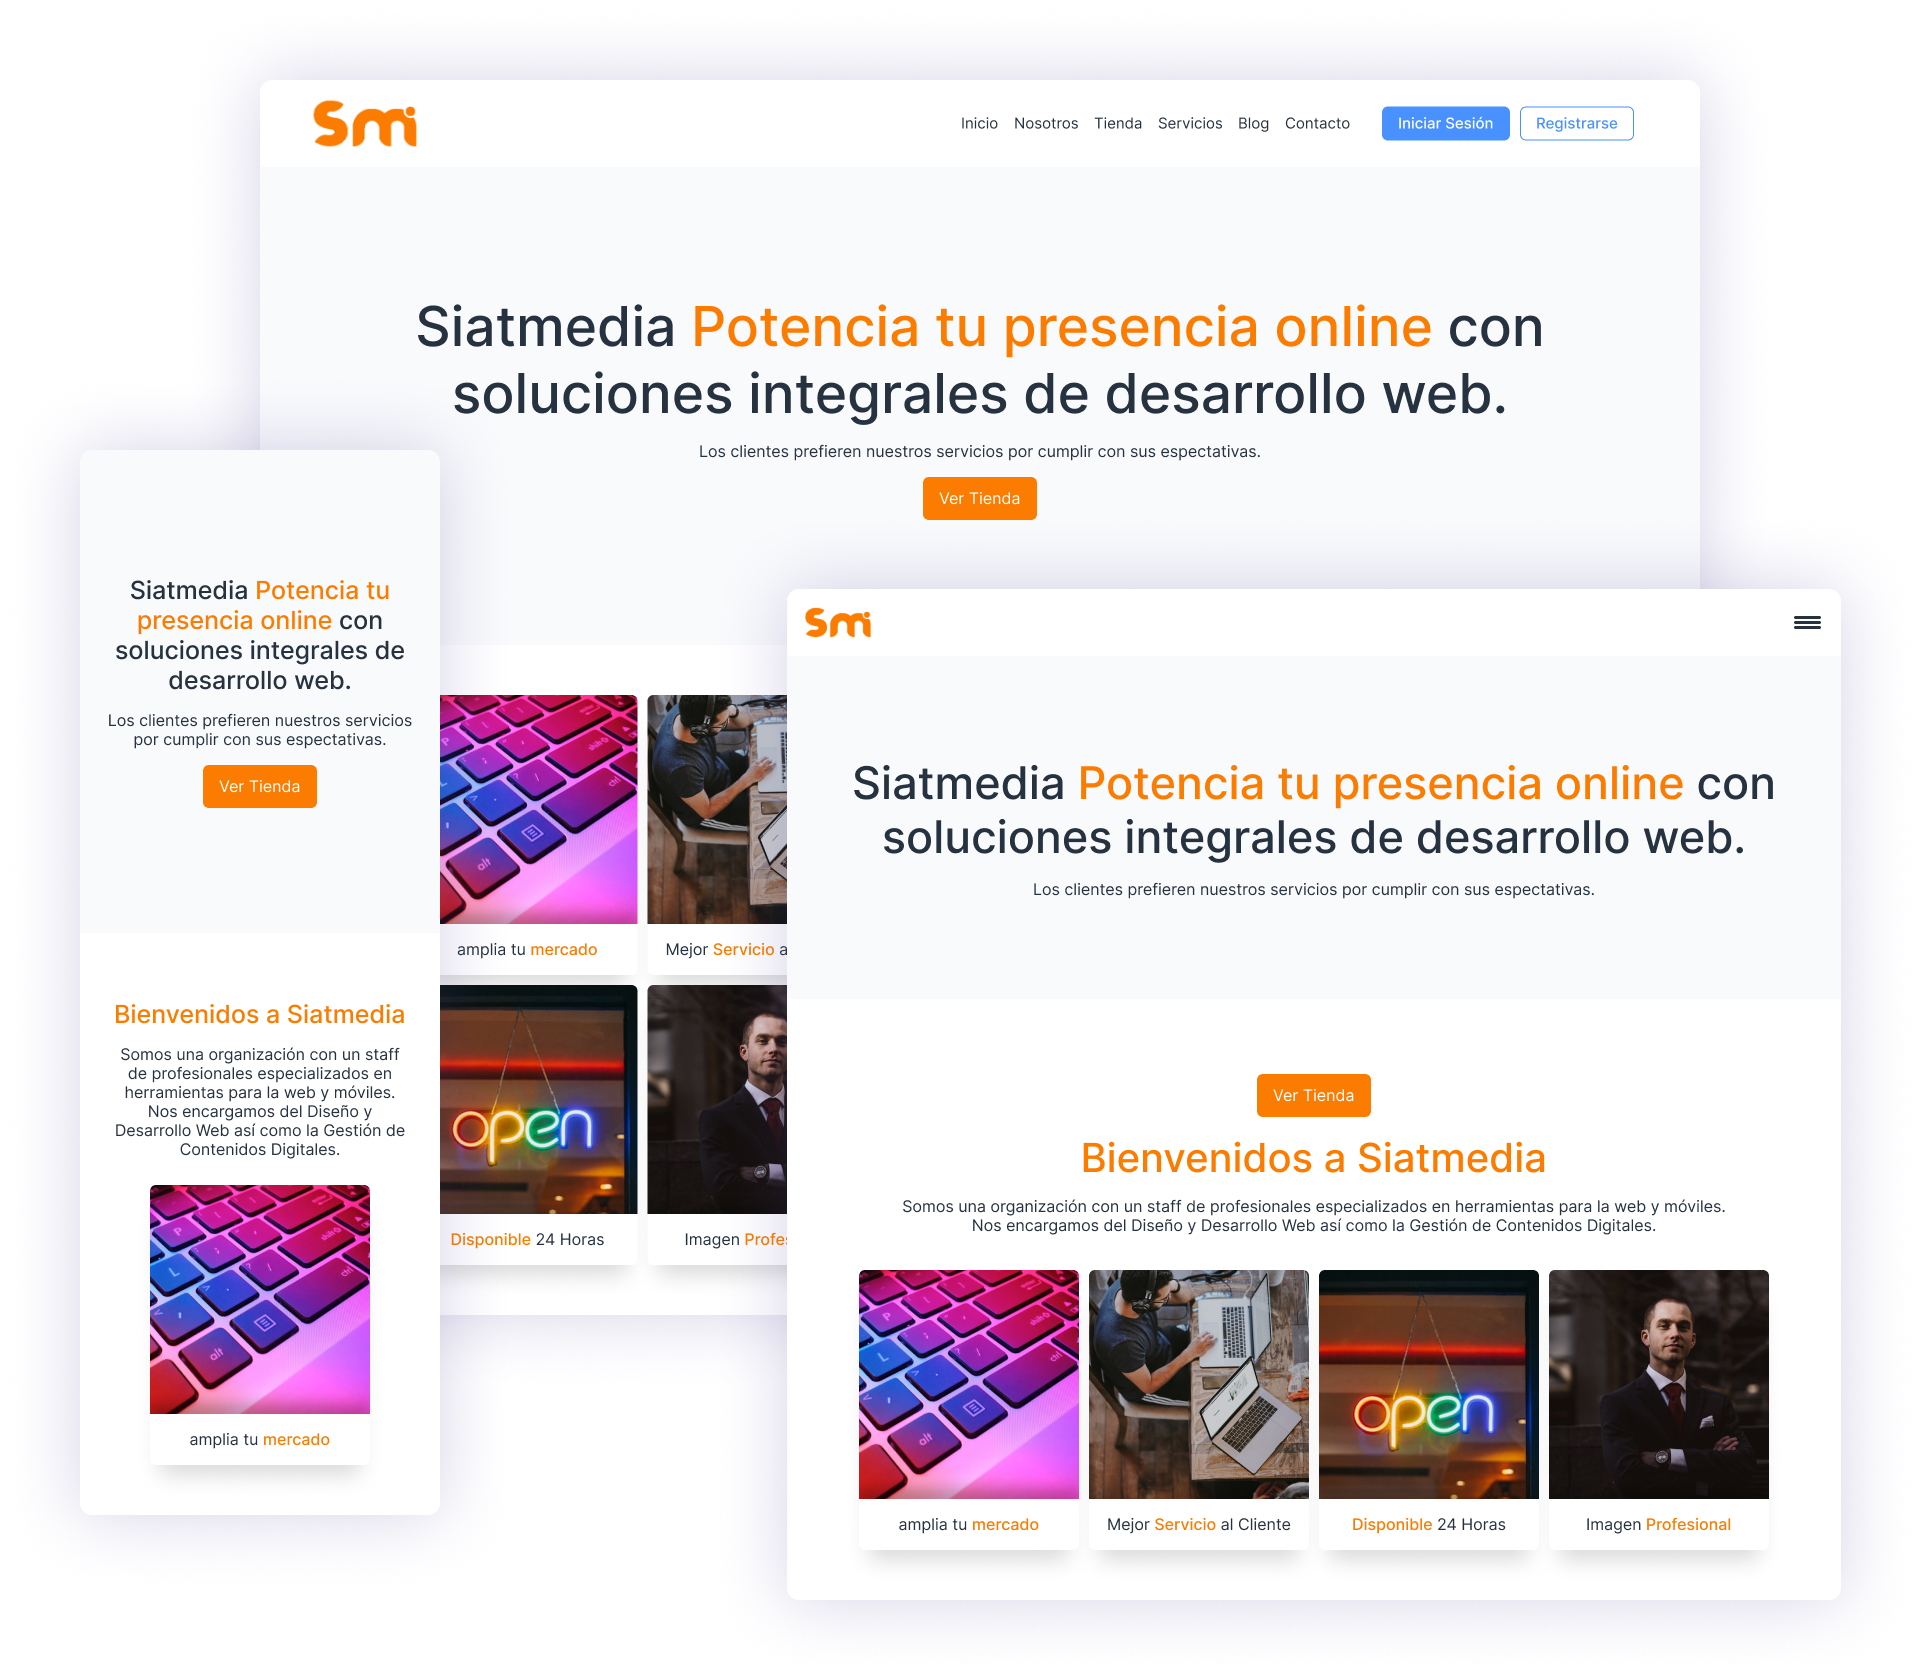 Smi
Inicio Nosotros Tienda Servicios Blog Contacto Iniciar Sesión Registrarse
Siatmedia Potencia tu presencia online con
soluciones integrales de desarrollo web.
Los clientes prefieren nuestros servicios por cumplir con sus espectativas.
Ver Tienda
amplia tu mercado
Mejor Servicio a
open
Disponible 24 Horas
Imagen Profes
Siatmedia Potencia tu
presencia online con
soluciones integrales de
desarrollo web.
Los clientes prefieren nuestros servicios
por cumplir con sus espectativas.
Ver Tienda
Bienvenidos a Siatmedia
Somos una organización con un staff
de profesionales especializados en
herramientas para la web y móviles.
Nos encargamos del Diseño y
Desarrollo Web así como la Gestión de
Contenidos Digitales.
alt
ctrl
amplia tu mercado
Smi
Siatmedia Potencia tu presencia online con
soluciones integrales de desarrollo web.
Los clientes prefieren nuestros servicios por cumplir con sus espectativas.
Ver Tienda
Bienvenidos a Siatmedia
Somos una organización con un staff de profesionales especializados en herramientas para la web y móviles.
Nos encargamos del Diseño y Desarrollo Web así como la Gestión de Contenidos Digitales.
open
amplia tu mercado
Mejor Servicio al Cliente
Disponible 24 Horas
Imagen Profesional